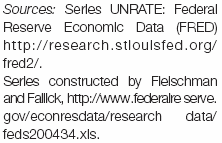 Sources: Series UNRATE: Federal
Reserve Economic Data (FRED)
http://research.stlouisfed.org/
fred2/.
Series constructed by Fleischman
and Fallick, http://www.federalre serve.
gov/econresdata/research data/
feds200434.xls.